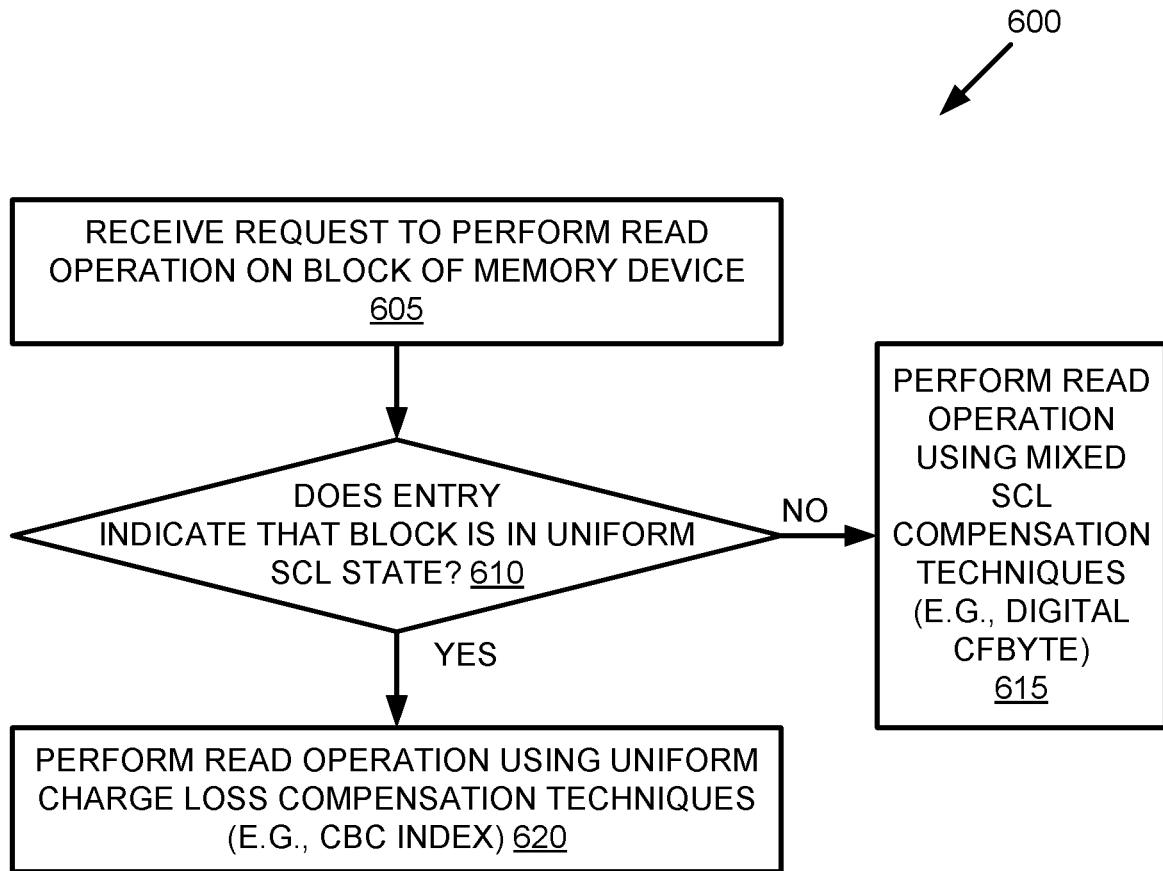 600
RECEIVE REQUEST TO PERFORM READ
OPERATION ON BLOCK OF MEMORY DEVICE
605
DOES ENTRY
INDICATE THAT BLOCK IS IN UNIFORM
SCL STATE? 610
NO
PERFORM READ
OPERATION
USING MIXED
SCL
COMPENSATION
TECHNIQUES
(E.G., DIGITAL
CFBYTE)
615
YES
PERFORM READ OPERATION USING UNIFORM
CHARGE LOSS COMPENSATION TECHNIQUES
(E.G., CBC INDEX) 620